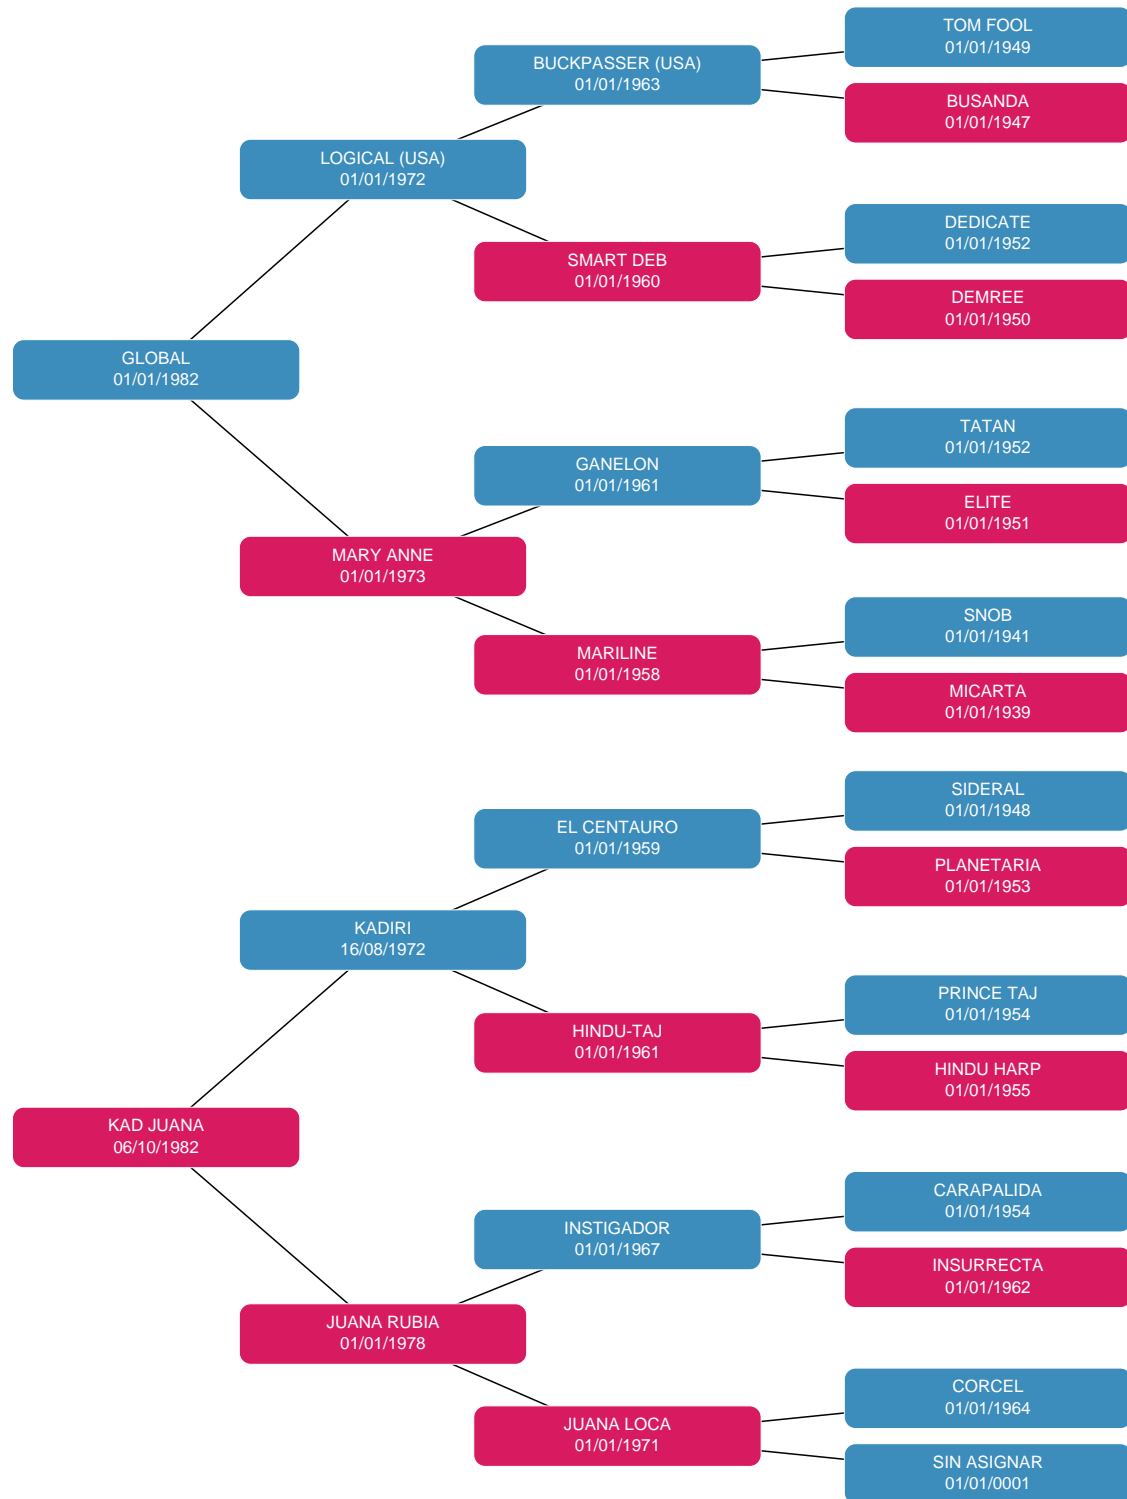 TOM FOOL
01/01/1949
BUCKPASSER (USA)
01/01/1963
BUSANDA
01/01/1947
LOGICAL (USA)
01/01/1972
DEDICATE
01/01/1952
SMART DEB
01/01/1960
DEMREE
01/01/1950
GLOBAL
01/01/1982
TATAN
01/01/1952
GANELON
01/01/1961
ELITE
01/01/1951
MARY ANNE
01/01/1973
SNOB
01/01/1941
MARILINE
01/01/1958
MICARTA
01/01/1939
SIDERAL
01/01/1948
EL CENTAURO
01/01/1959
PLANETARIA
01/01/1953
KADIRI
16/08/1972
PRINCE TAJ
01/01/1954
HINDU-TAJ
01/01/1961
HINDU HARP
01/01/1955
KAD JUANA
06/10/1982
CARAPALIDA
01/01/1954
INSTIGADOR
01/01/1967
INSURRECTA
01/01/1962
JUANA RUBIA
01/01/1978
CORCEL
01/01/1964
JUANA LOCA
01/01/1971
SIN ASIGNAR
01/01/0001